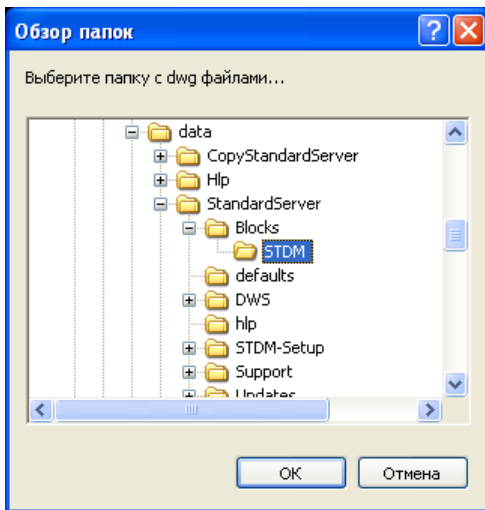 Обзор папок
Выберите папку с dwg файлами...
data
CopyStandardServer
Hlp
StandardServer
Blocks
STDM
defaults
DWS
hlp
STDM-Setup
Support
Updates
OK
Отмена